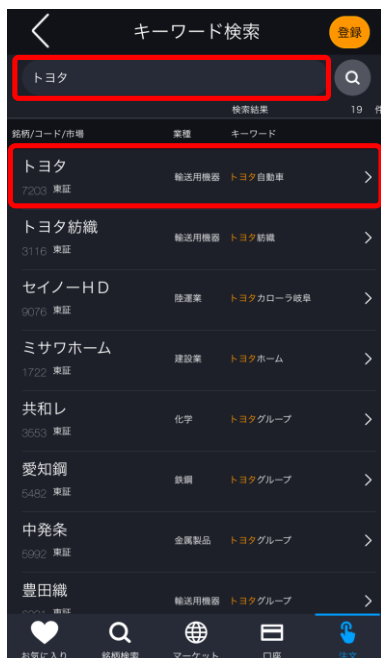 キーワード検索
登録
トヨタ
検索結果 19 件
銘柄/コード/市場 業種 キーワード
トヨタ
7203 東証 輸送用機器 トヨタ自動車
トヨタ紡織
3116 東証 輸送用機器 トヨタ紡織
セイノーHD
9076 東証 陸運業 トヨタカローラ岐阜
ミサワホーム
1722 東証 建設業 トヨタホーム
共和レ
3553 東証 化学 トヨタグループ
愛知鋼
5482 東証 鉄鋼 トヨタグループ
中発条
5992 東証 金属製品 トヨタグループ
豊田織
東証 輸送用機器 トヨタグループ
お気に入り 銘柄検索 マーケット 口座 注文